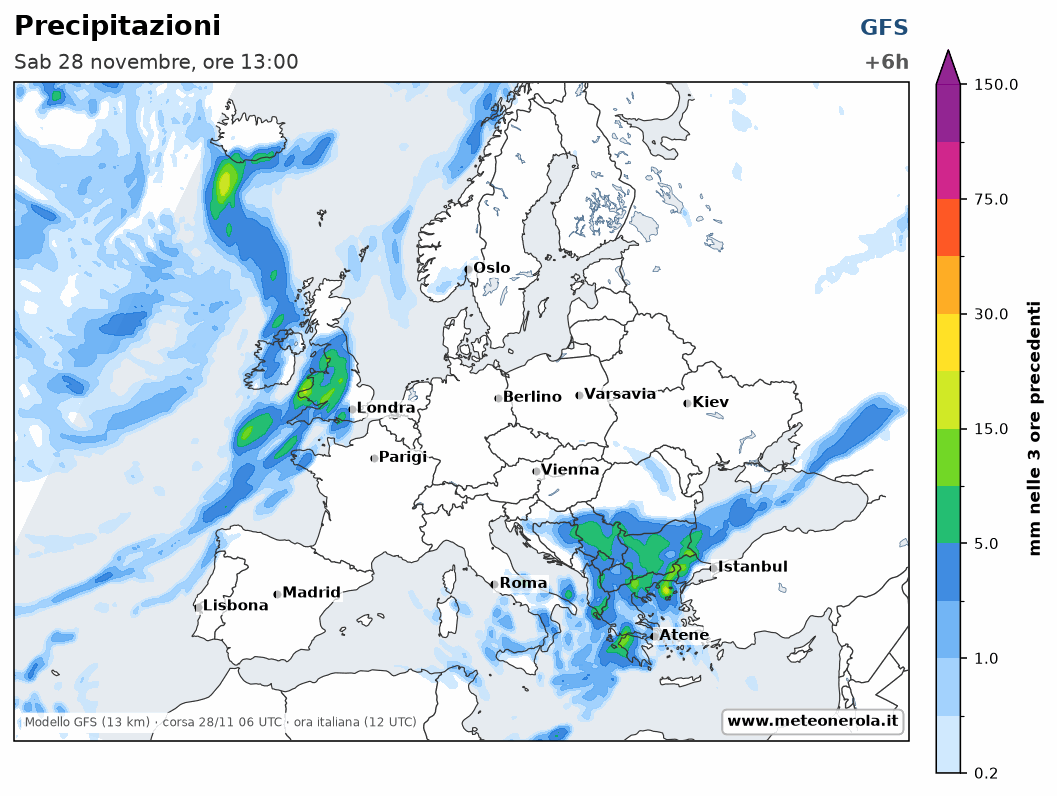 Precipitazioni
GFS
Sab 28 novembre, ore 13:00
+6h
150.0
75.0
30.0
15.0
5.0
1.0
0.2
mm nelle 3 ore precedenti
Oslo
Berlino
Varsavia
Kiev
Londra
Parigi
Vienna
Istanbul
Roma
Madrid
Lisbona
Atene
Modello GFS (13 km) · corsa 28/11 06 UTC · ora italiana (12 UTC)
www.meteonerola.it